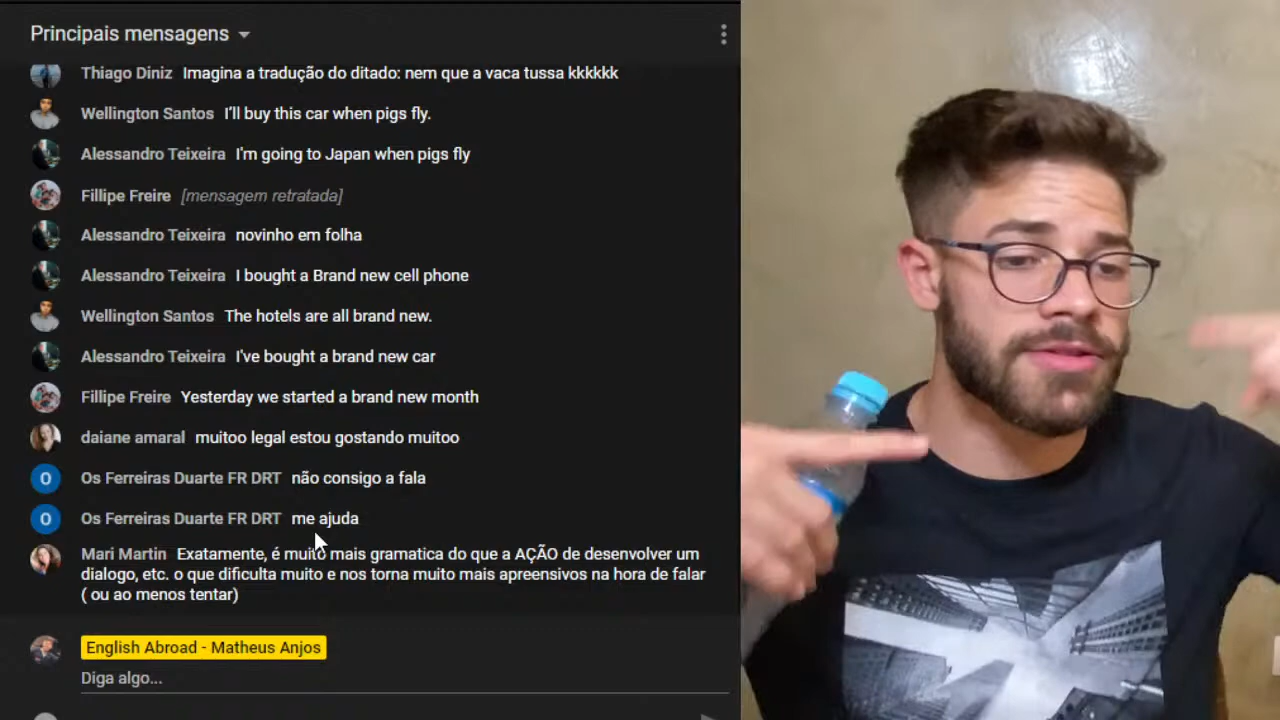 Principais mensagens
Thiago Diniz Imagina a tradução do ditado: nem que a vaca tussa kkkkkk
Wellington Santos I'll buy this car when pigs fly.
Alessandro Teixeira I'm going to Japan when pigs fly
Fillipe Freire [mensagem retratada]
Alessandro Teixeira novinho em folha
Alessandro Teixeira I bought a Brand new cell phone
Wellington Santos The hotels are all brand new.
Alessandro Teixeira I've bought a brand new car
Fillipe Freire Yesterday we started a brand new month
daiane amaral muitoo legal estou gostando muitoo
O Os Ferreiras Duarte FR DRT não consigo a fala
O Os Ferreiras Duarte FR DRT me ajuda
Mari Martin Exatamente, é muito mais gramatica do que a AÇÃO de desenvolver um
dialogo, etc. o que dificulta muito e nos torna muito mais apreensivos na hora de falar
( ou ao menos tentar)
English Abroad - Matheus Anjos
Diga algo...